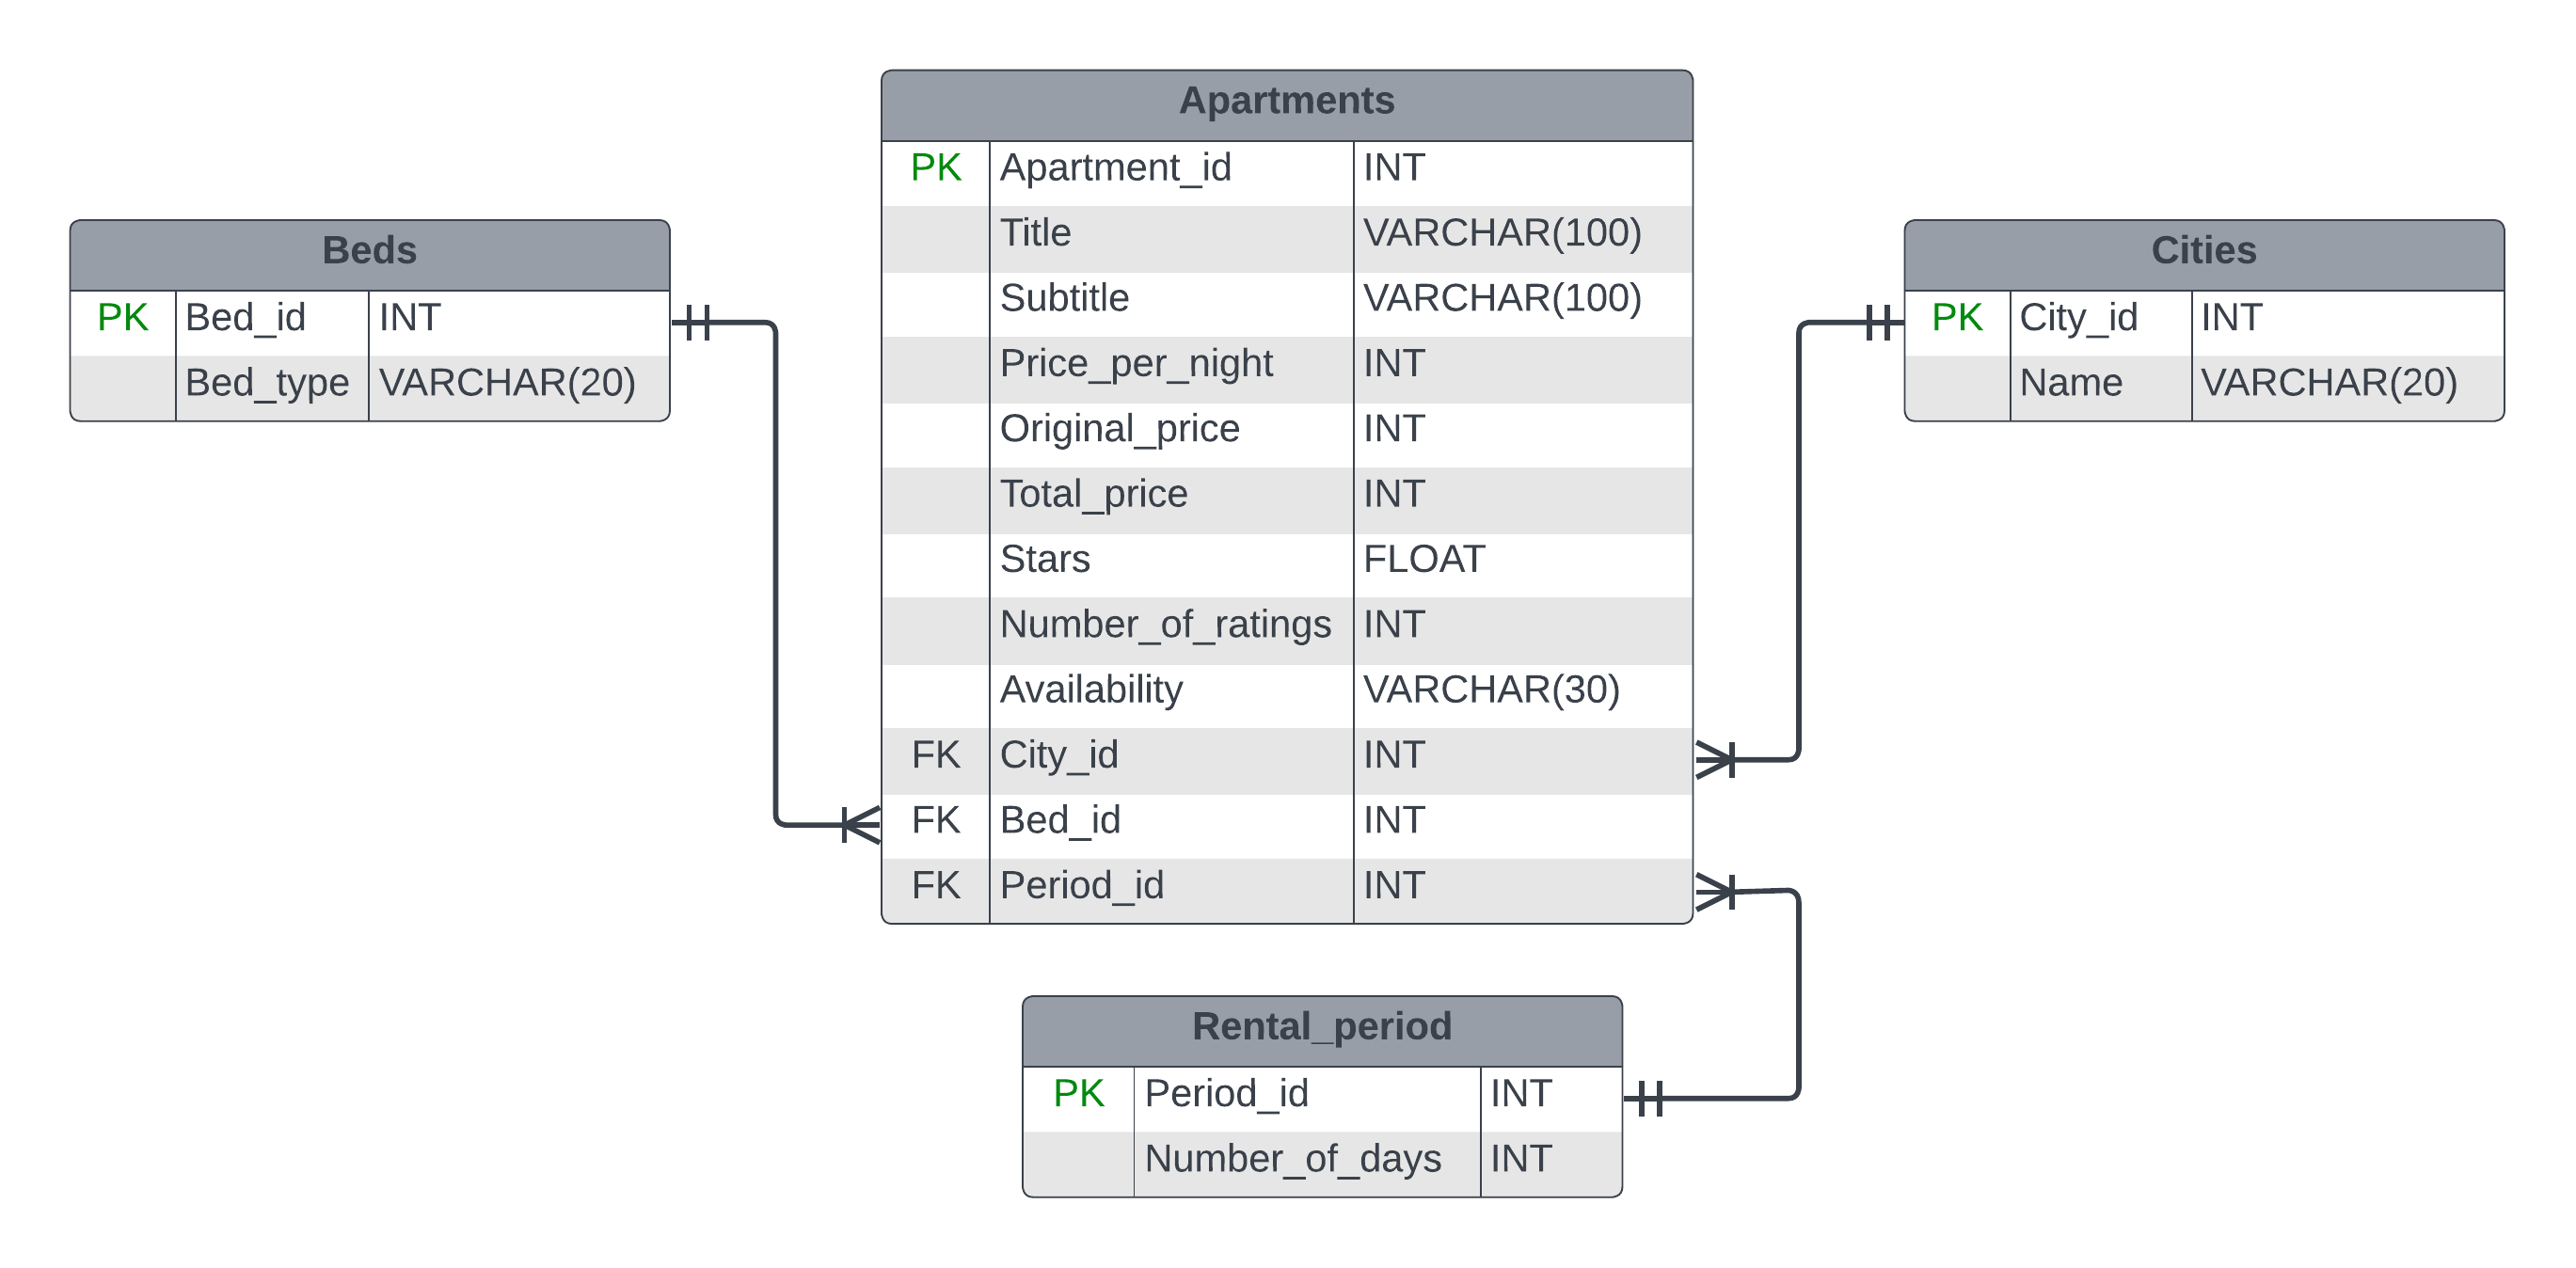 Apartments
PK Apartment_id INT
Title VARCHAR(100)
Subtitle VARCHAR(100)
Price_per_night INT
Original_price INT
Total_price INT
Stars FLOAT
Number_of_ratings INT
Availability VARCHAR(30)
FK City_id INT
FK Bed_id INT
FK Period_id INT
Beds
PK Bed_id INT
Bed_type VARCHAR(20)
Cities
PK City_id INT
Name VARCHAR(20)
Rental_period
PK Period_id INT
Number_of_days INT